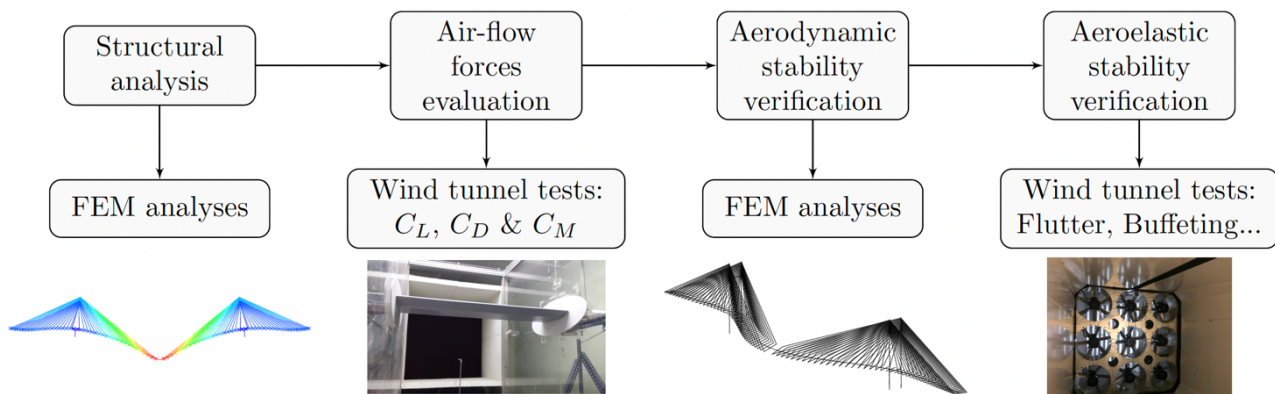 Structural
analysis
Air-flow
forces
evaluation
Aerodynamic
stability
verification
Aeroelastic
stability
verification
FEM analyses
Wind tunnel tests:
C_L, C_D & C_M
FEM analyses
Wind tunnel tests:
Flutter, Buffeting...